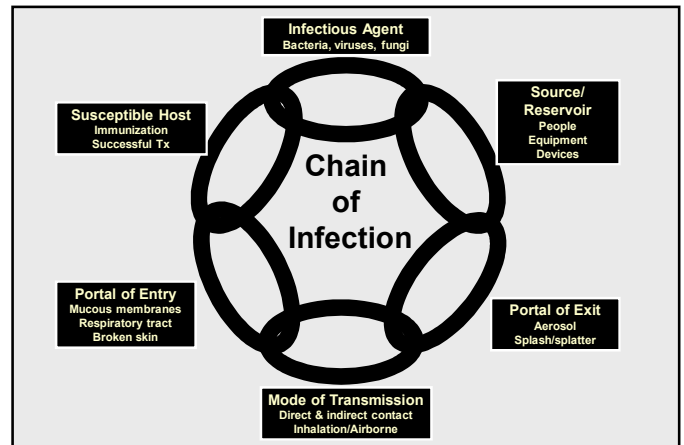 Infectious Agent
Bacteria, viruses, fungi
Source/
Reservoir
People
Equipment
Devices
Susceptible Host
Immunization
Successful Tx
Chain
of
Infection
Portal of Entry
Mucous membranes
Respiratory tract
Broken skin
Portal of Exit
Aerosol
Splash/splatter
Mode of Transmission
Direct & indirect contact
Inhalation/Airborne